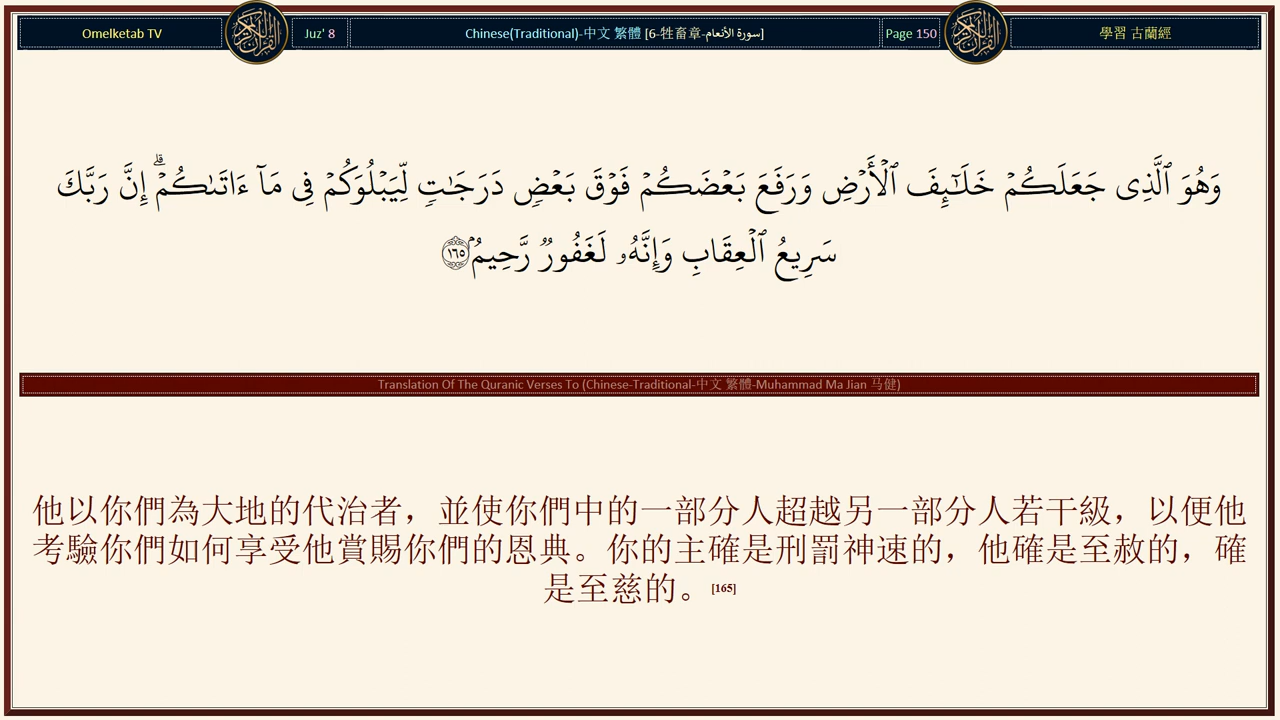 Omelketab TV
Juz' 8
Chinese(Traditional)-中文 繁體 [6-牲畜章-سورة الأنعام]
Page 150
學習 古蘭經
وَهُوَ ٱلَّذِى جَعَلَكُمۡ خَلَـٰٓئِفَ ٱلۡأَرۡضِ وَرَفَعَ بَعۡضَكُمۡ فَوۡقَ بَعۡضٖ دَرَجَـٰتٖ لِّيَبۡلُوَكُمۡ فِى مَآ ءَاتَىٰكُمۡۗ إِنَّ رَبَّكَ
سَرِيعُ ٱلۡعِقَابِ وَإِنَّهُۥ لَغَفُورٞ رَّحِيمُۢ ١٦٥
Translation Of The Quranic Verses To (Chinese-Traditional-中文 繁體-Muhammad Ma Jian 马健)
他以你們為大地的代治者，並使你們中的一部分人超越另一部分人若干級，以便他
考驗你們如何享受他賞賜你們的恩典。你的主確是刑罰神速的，他確是至赦的，確
是至慈的。[165]